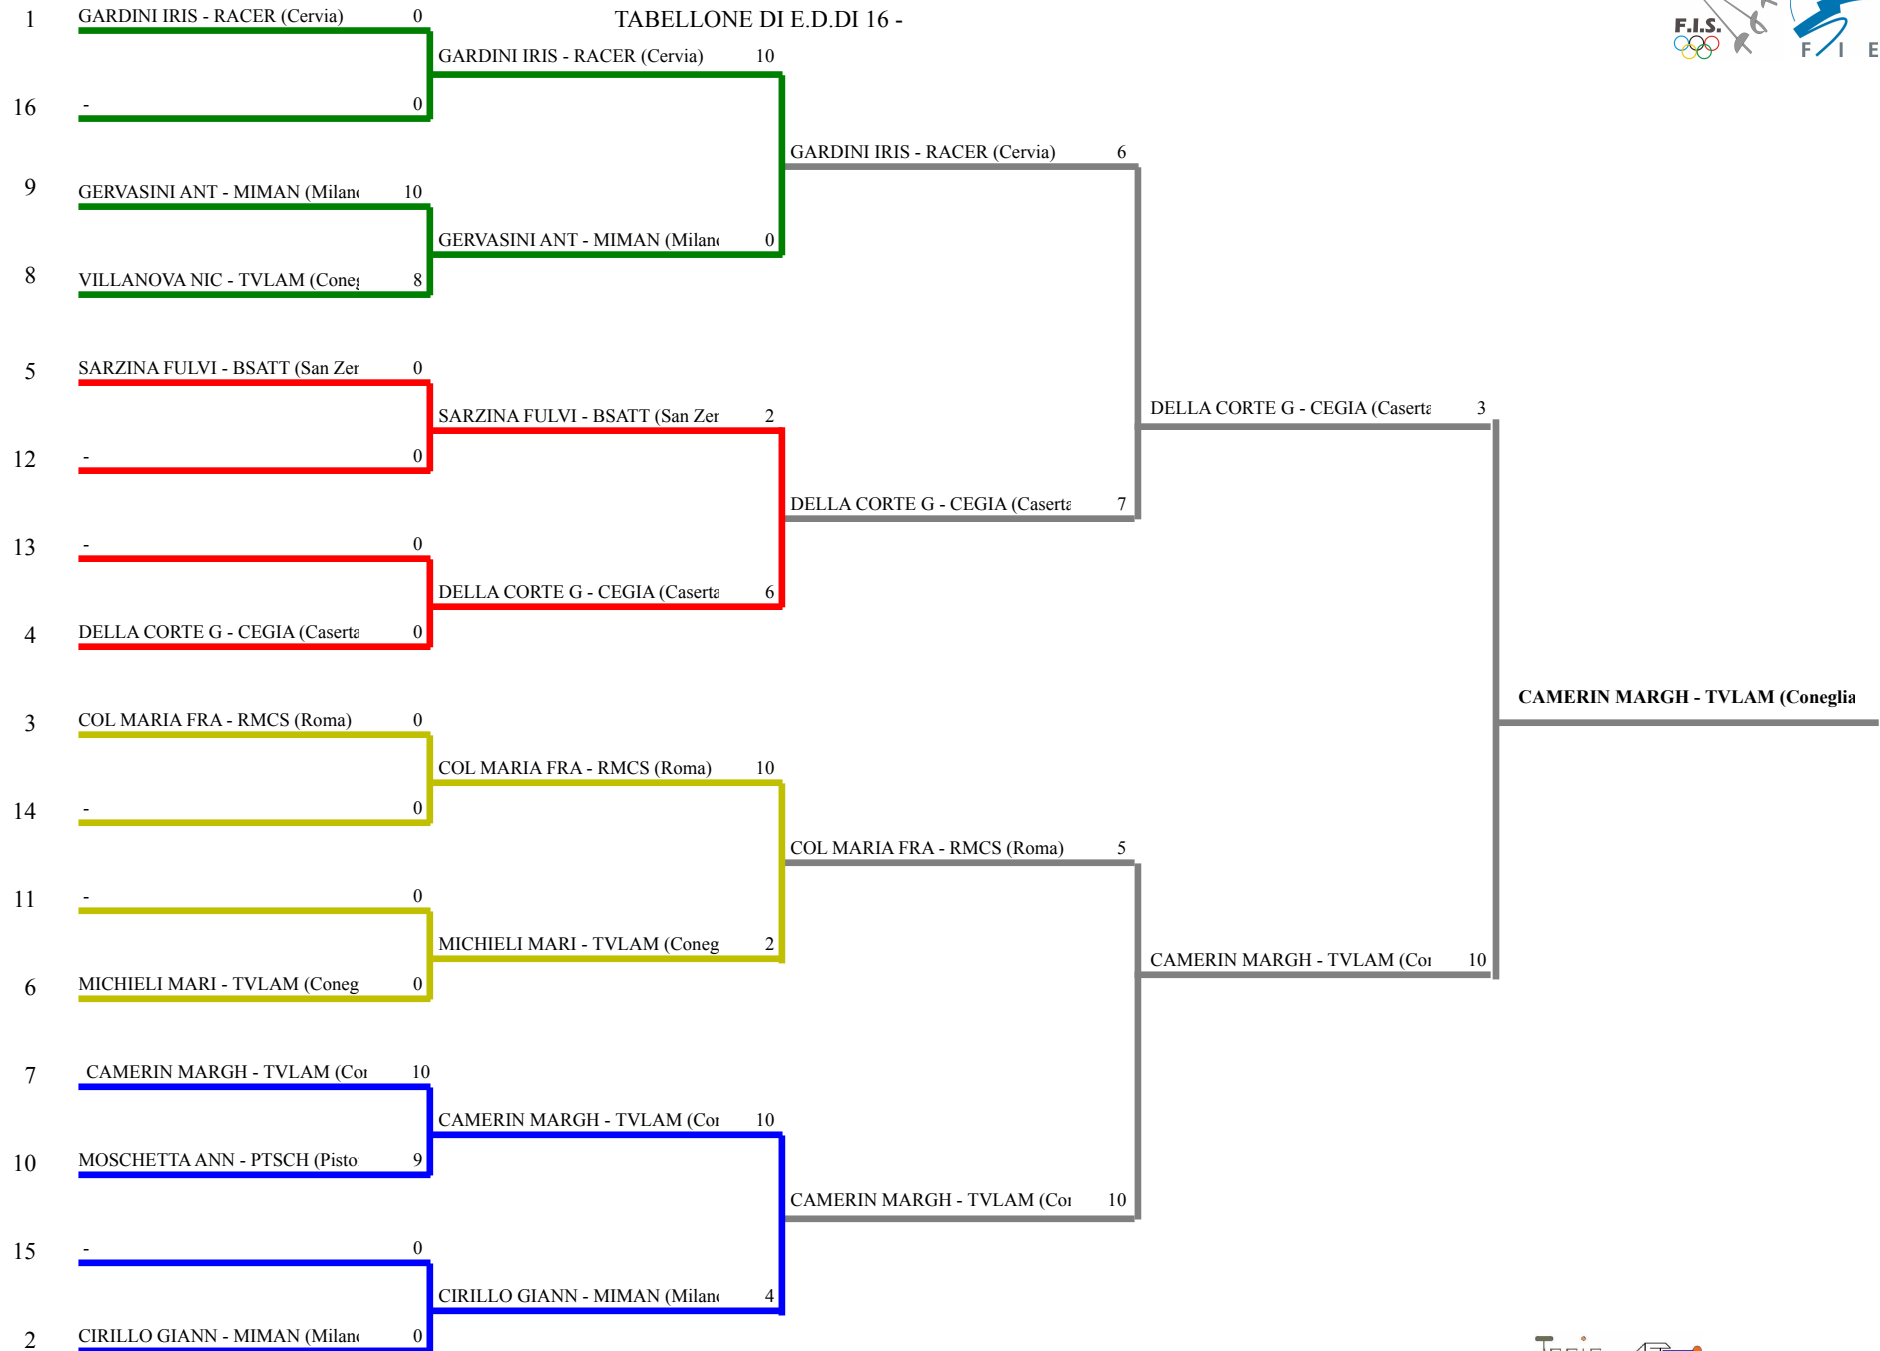 TABELLONE DI E.D.DI 16 -
F.I.S.
F I E
1 GARDINI IRIS - RACER (Cervia) 0
GARDINI IRIS - RACER (Cervia) 10
16 - 0
GARDINI IRIS - RACER (Cervia) 6
9 GERVASINI ANT - MIMAN (Milan 10
GERVASINI ANT - MIMAN (Milan 0
8 VILLANOVA NIC - TVLAM (Cone 8
5 SARZINA FULVI - BSATT (San Zer 0
SARZINA FULVI - BSATT (San Zer 2
DELLA CORTE G - CEGIA (Caserta 3
12 - 0
DELLA CORTE G - CEGIA (Caserta 7
13 - 0
DELLA CORTE G - CEGIA (Caserta 6
4 DELLA CORTE G - CEGIA (Caserta 0
CAMERIN MARGH - TVLAM (Coneglia
3 COL MARIA FRA - RMCS (Roma) 0
COL MARIA FRA - RMCS (Roma) 10
14 - 0
COL MARIA FRA - RMCS (Roma) 5
11 - 0
MICHIELI MARI - TVLAM (Coneg 2
CAMERIN MARGH - TVLAM (Co 10
6 MICHIELI MARI - TVLAM (Coneg 0
7 CAMERIN MARGH - TVLAM (Co 10
CAMERIN MARGH - TVLAM (Co 10
10 MOSCHETTA ANN - PTSCH (Pisto 9
CAMERIN MARGH - TVLAM (Co 10
15 - 0
CIRILLO GIANN - MIMAN (Milan 4
2 CIRILLO GIANN - MIMAN (Milan 0